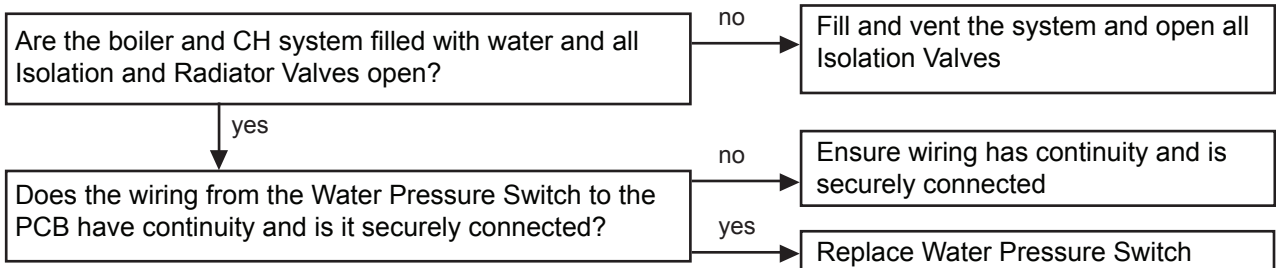 Are the boiler and CH system filled with water and all
Isolation and Radiator Valves open?
no
Fill and vent the system and open all
Isolation Valves
yes
Does the wiring from the Water Pressure Switch to the
PCB have continuity and is it securely connected?
no
Ensure wiring has continuity and is
securely connected
yes
Replace Water Pressure Switch